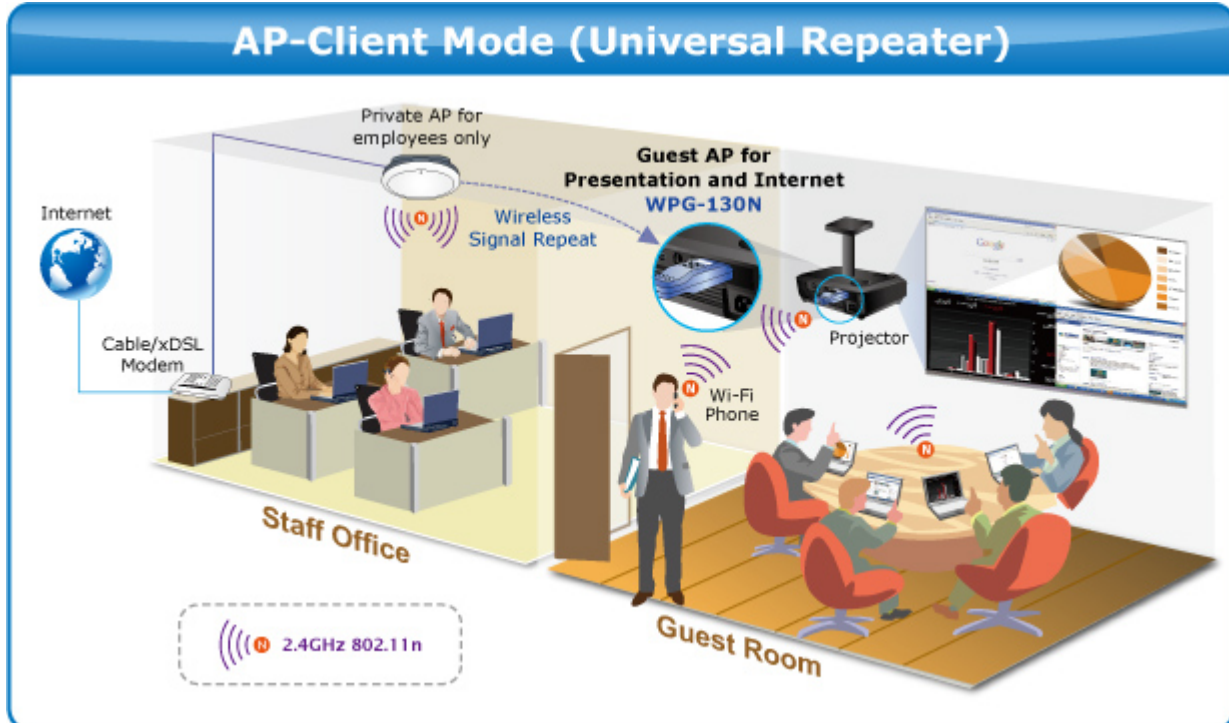 AP-Client Mode (Universal Repeater)
Private AP for
employees only
Guest AP for
Presentation and Internet
WPG-130N
Internet
Wireless
Signal Repeat
Google
Cable/xDSL
Modem
Projector
N
N
N
N
Wi-Fi
Phone
Staff Office
Guest Room
N 2.4GHz 802.11n